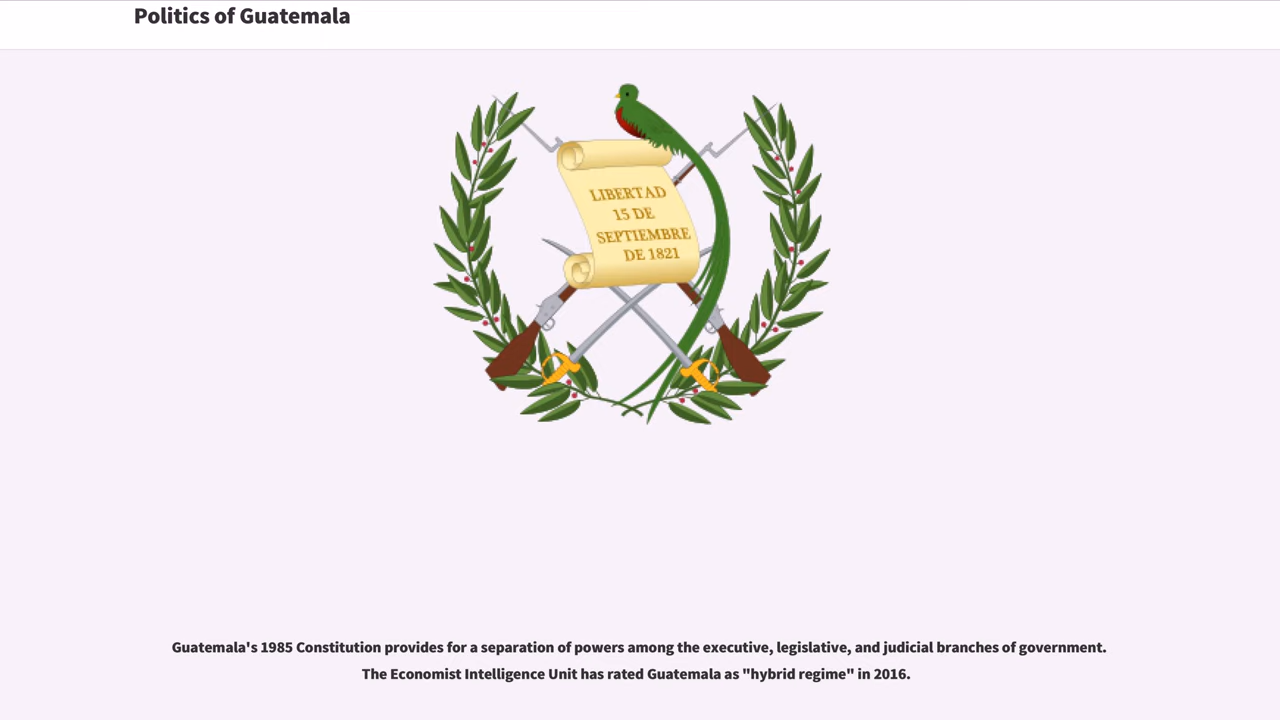 Politics of Guatemala
LIBERTAD
15 DE
SEPTIEMBRE
DE 1821
Guatemala's 1985 Constitution provides for a separation of powers among the executive, legislative, and judicial branches of government.
The Economist Intelligence Unit has rated Guatemala as "hybrid regime" in 2016.